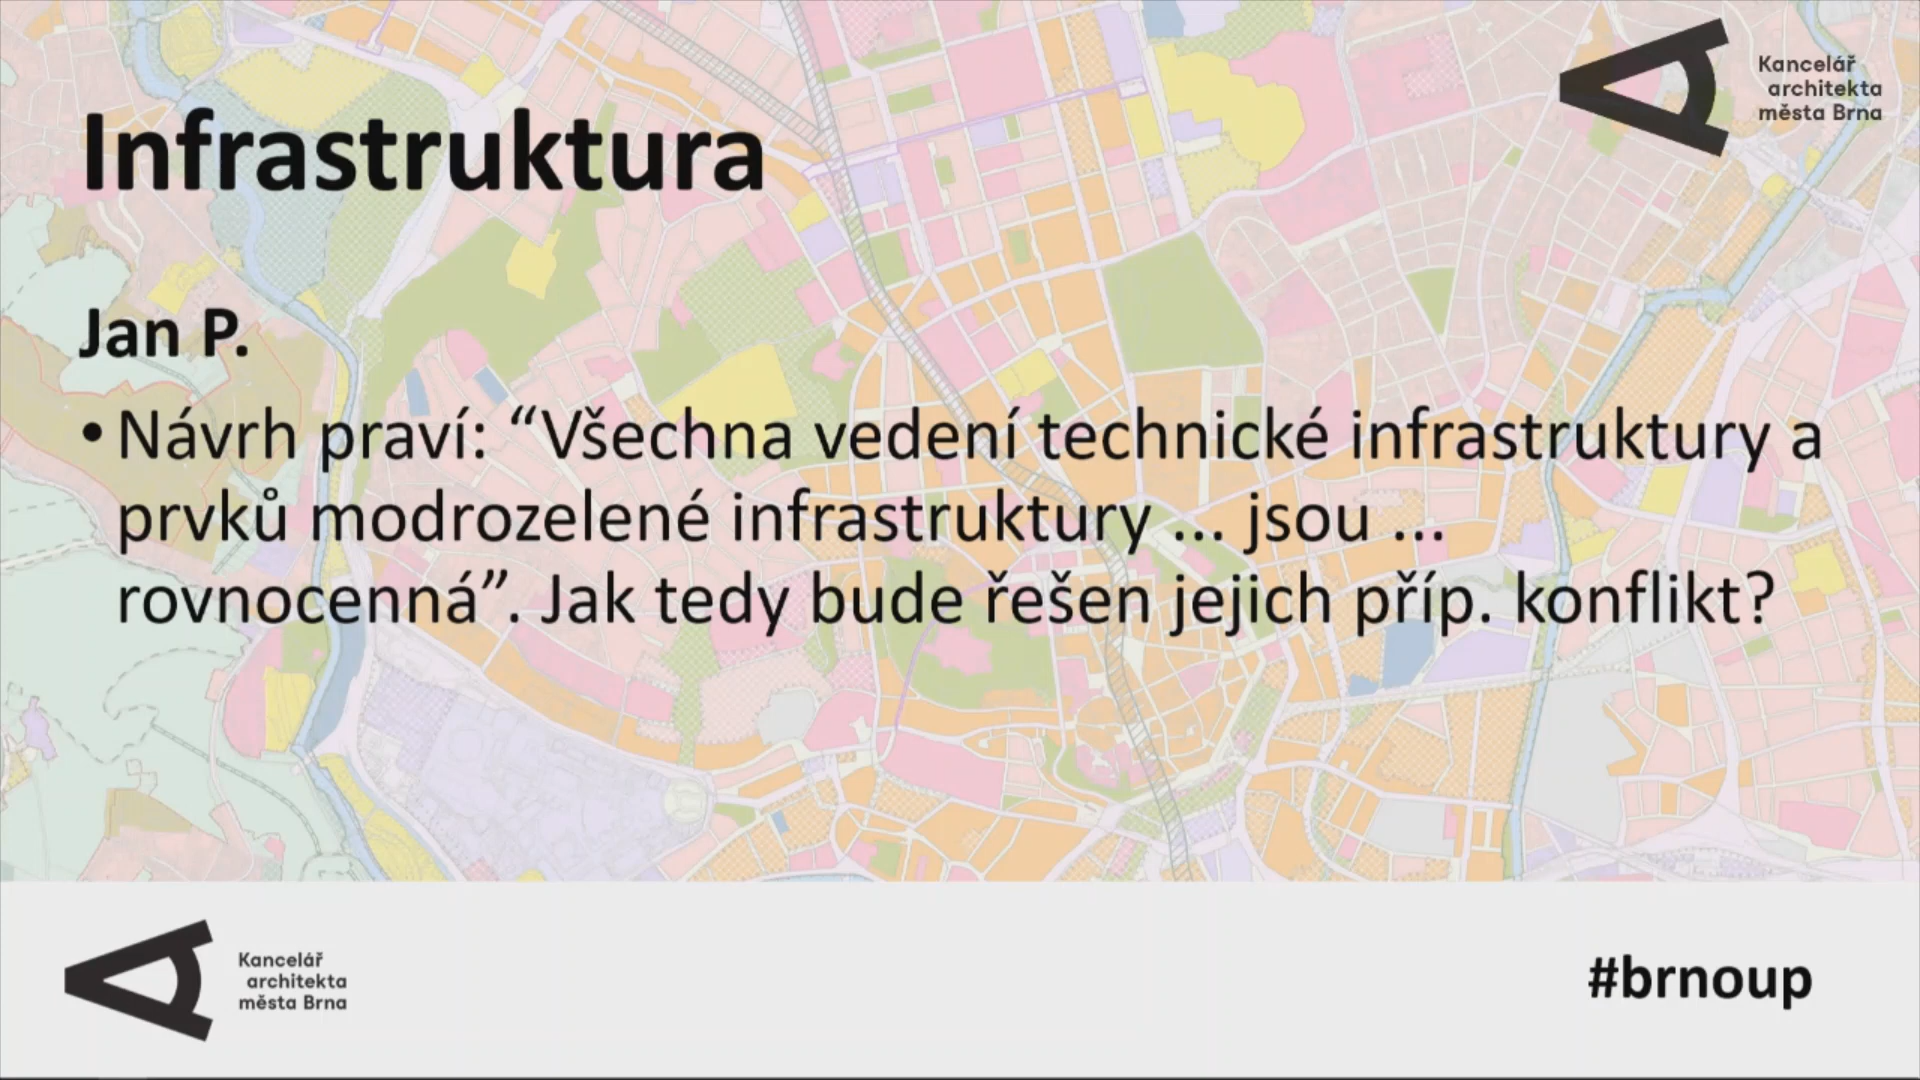 Infrastruktura
Kancelář
architekta
města Brna
Jan P.
• Návrh praví: “Všechna vedení technické infrastruktury a
prvků modrozelené infrastruktury ... jsou ...
rovnocenná”. Jak tedy bude řešen jejich příp. konflikt?
Kancelář
architekta
města Brna
#brnoup